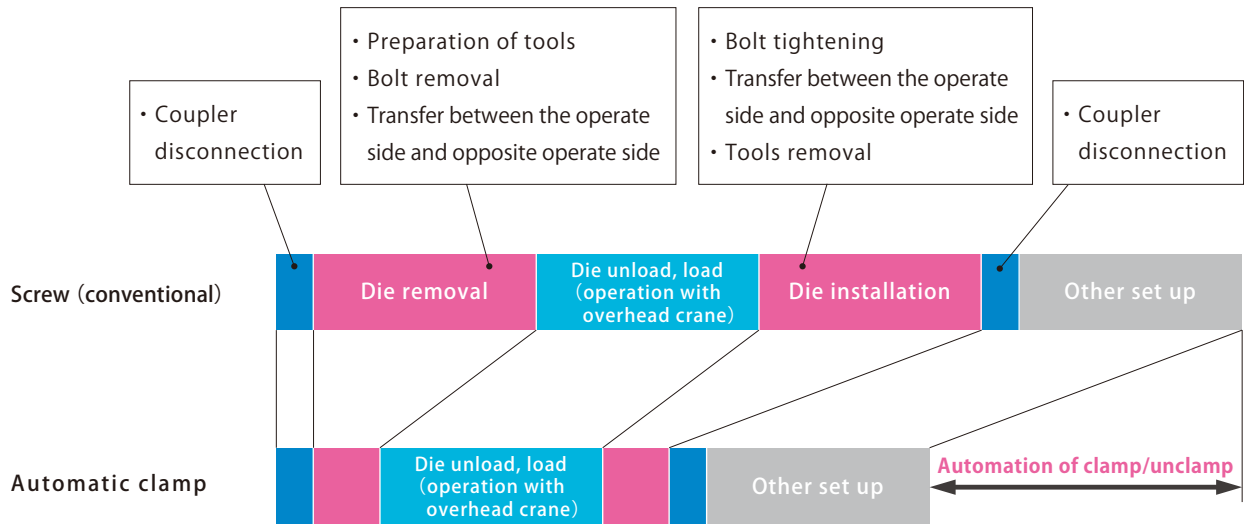 ・Coupler
disconnection
・Preparation of tools
・Bolt removal
・Transfer between the operate
side and opposite operate side
・Bolt tightening
・Transfer between the operate
side and opposite operate side
・Tools removal
・Coupler
disconnection
Screw（conventional）
Die removal
Die unload, load
（operation with
overhead crane）
Die installation
Other set up
Automatic clamp
Die unload, load
（operation with
overhead crane）
Other set up
Automation of clamp/unclamp